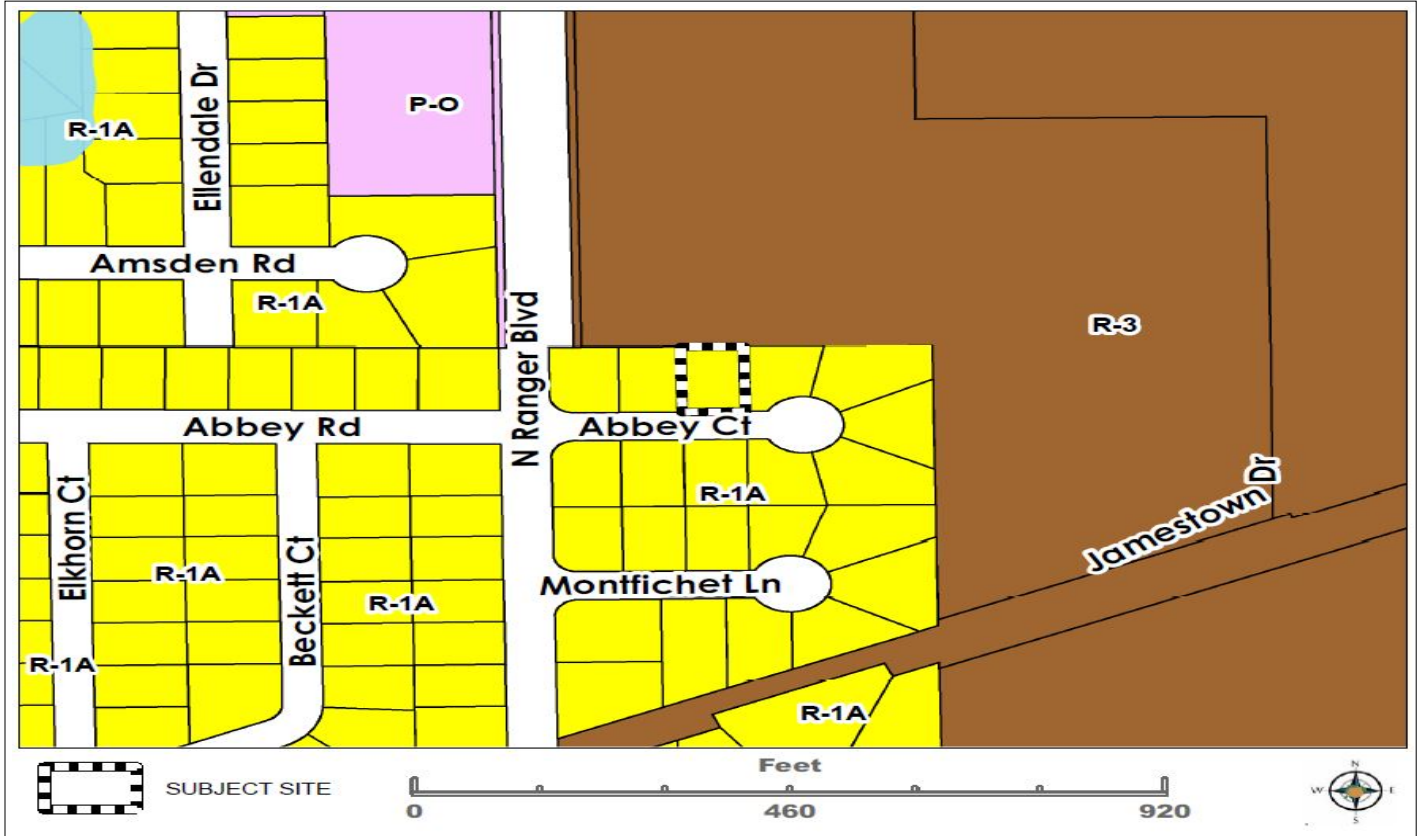 P-O
R-1A
Ellendale Dr
Amsden Rd
R-1A
N Ranger Blvd
R-3
Abbey Rd
Abbey Ct
Elkhorn Ct
R-1A
Beckett Ct
R-1A
R-1A
Jamestown Dr
Montfichet Ln
R-1A
R-1A
SUBJECT SITE
Feet
0
460
920
N
W
E
S